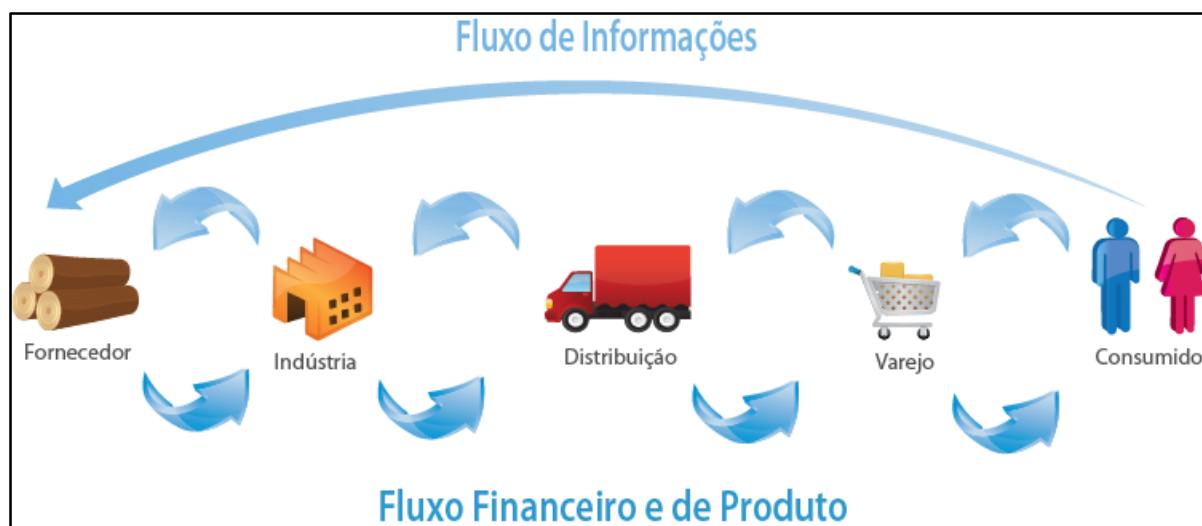 Fluxo de Informações
Fornecedor
Indústria
Distribuição
Varejo
Consumido
Fluxo Financeiro e de Produto